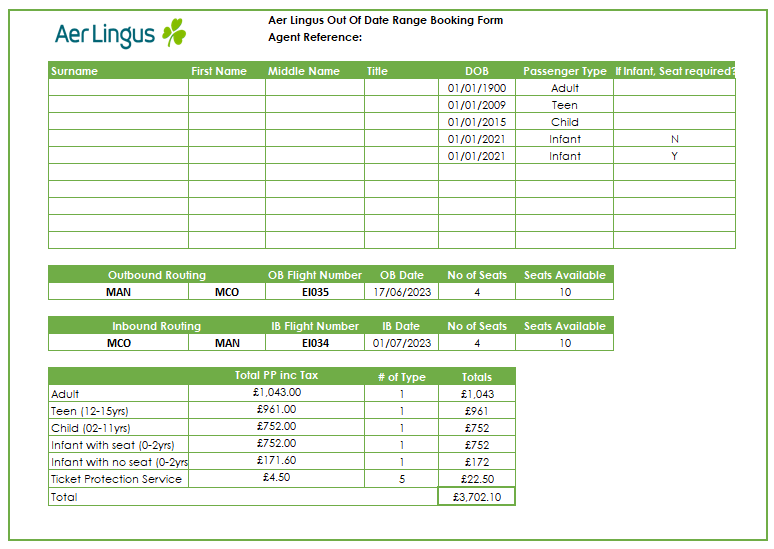 Aer Lingus
Aer Lingus Out Of Date Range Booking Form
Agent Reference:
Surname First Name Middle Name Title DOB Passenger Type If Infant, Seat required?
01/01/1900 Adult
01/01/2009 Teen
01/01/2015 Child
01/01/2021 Infant N
01/01/2021 Infant Y
Outbound Routing OB Flight Number OB Date No of Seats Seats Available
MAN MCO EI035 17/06/2023 4 10
Inbound Routing IB Flight Number IB Date No of Seats Seats Available
MCO MAN EI034 01/07/2023 4 10
Total PP inc Tax # of Type Totals
Adult £1,043.00 1 £1,043
Teen (12-15yrs) £961.00 1 £961
Child (02-11yrs) £752.00 1 £752
Infant with seat (0-2yrs) £752.00 1 £752
Infant with no seat (0-2yrs £171.60 1 £172
Ticket Protection Service £4.50 5 £22.50
Total £3,702.10